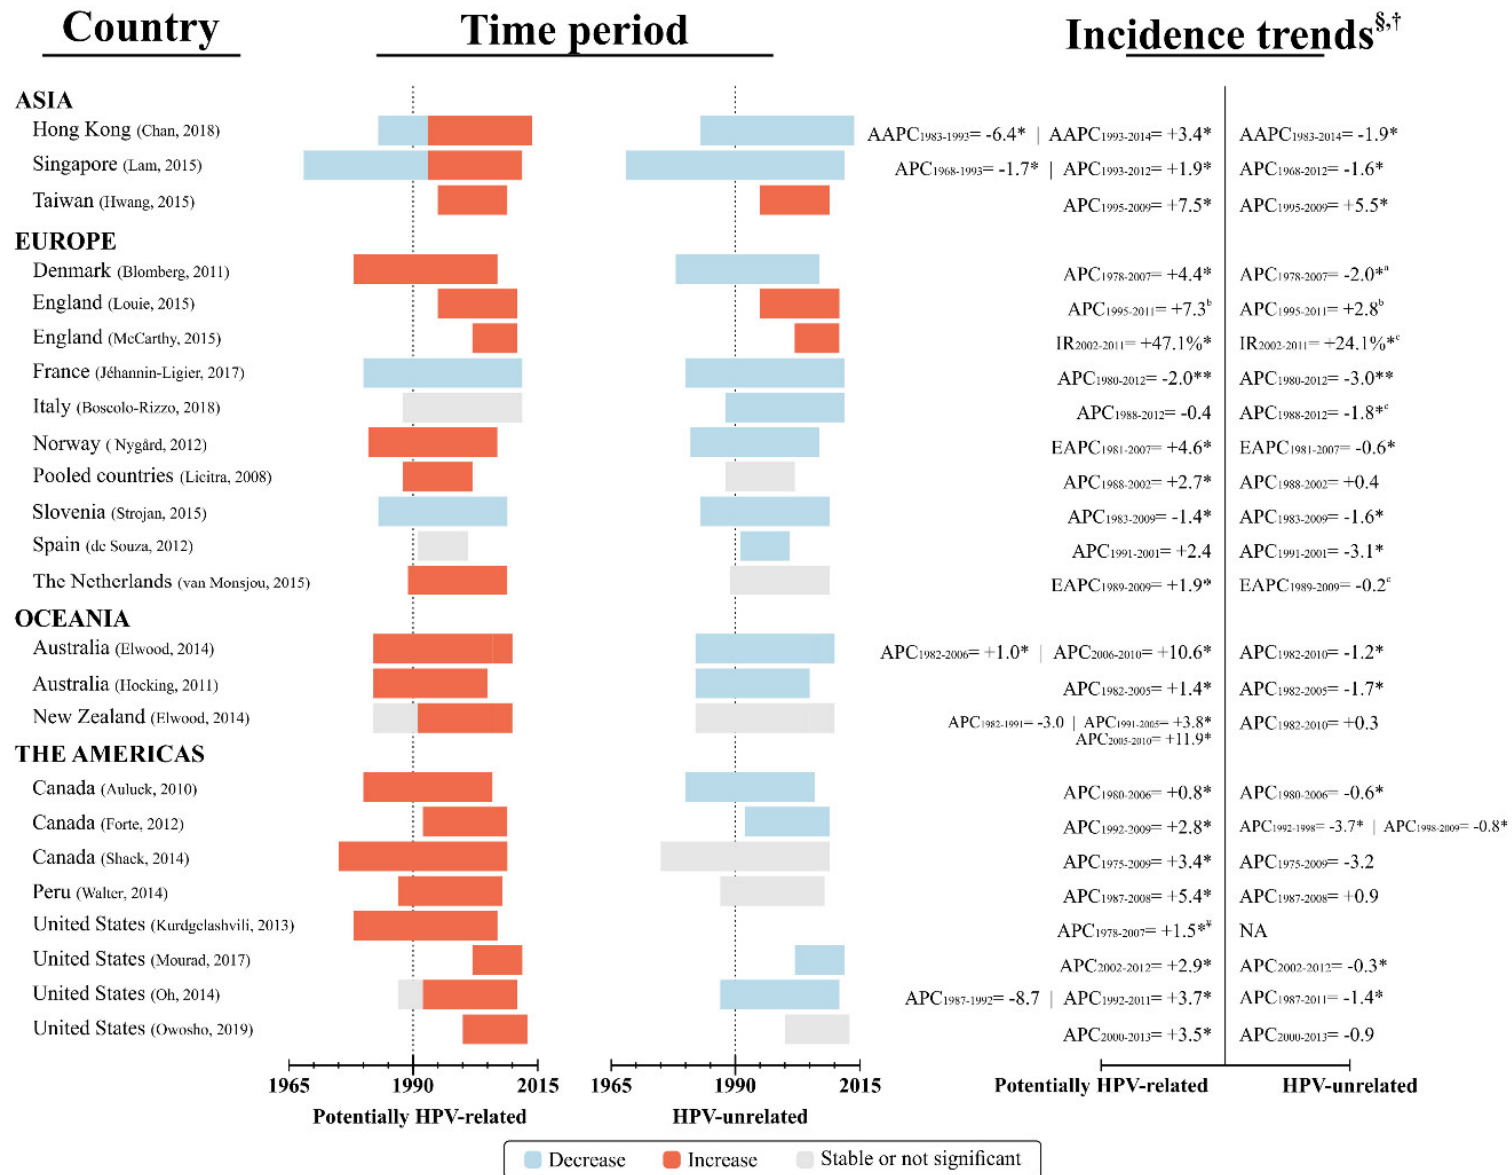 Country Time period Incidence trends§,†
ASIA
Hong Kong (Chan, 2018) AAPC1983-1993= -6.4* | AAPC1993-2014= +3.4* AAPC1983-2014= -1.9*
Singapore (Lam, 2015) APC1968-1993= -1.7* | APC1993-2012= +1.9* APC1968-2012= -1.6*
Taiwan (Hwang, 2015) APC1995-2009= +7.5* APC1995-2009= +5.5*
EUROPE
Denmark (Blomberg, 2011) APC1978-2007= +4.4* APC1978-2007= -2.0*a
England (Louie, 2015) APC1995-2011= +7.3b APC1995-2011= +2.8b
England (McCarthy, 2015) IR2002-2011= +47.1%* IR2002-2011= +24.1%*c
France (Jéhannin-Ligier, 2017) APC1980-2012= -2.0** APC1980-2012= -3.0**
Italy (Boscolo-Rizzo, 2018) APC1988-2012= -0.4 APC1988-2012= -1.8*c
Norway ( Nygård, 2012) EAPC1981-2007= +4.6* EAPC1981-2007= -0.6*
Pooled countries (Licitra, 2008) APC1988-2002= +2.7* APC1988-2002= +0.4
Slovenia (Strojan, 2015) APC1983-2009= -1.4* APC1983-2009= -1.6*
Spain (de Souza, 2012) APC1991-2001= +2.4 APC1991-2001= -3.1*
The Netherlands (van Monsjou, 2015) EAPC1989-2009= +1.9* EAPC1989-2009= -0.2c
OCEANIA
Australia (Elwood, 2014) APC1982-2006= +1.0* | APC2006-2010= +10.6* APC1982-2010= -1.2*
Australia (Hocking, 2011) APC1982-2005= +1.4* APC1982-2005= -1.7*
New Zealand (Elwood, 2014) APC1982-1991= -3.0 | APC1991-2005= +3.8* APC1982-2010= +0.3
APC2005-2010= +11.9*
THE AMERICAS
Canada (Auluck, 2010) APC1980-2006= +0.8* APC1980-2006= -0.6*
Canada (Forte, 2012) APC1992-2009= +2.8* APC1992-1998= -3.7* | APC1998-2009= -0.8*
Canada (Shack, 2014) APC1975-2009= +3.4* APC1975-2009= -3.2
Peru (Walter, 2014) APC1987-2008= +5.4* APC1987-2008= +0.9
United States (Kurdgelashvili, 2013) APC1978-2007= +1.5*¥ NA
United States (Mourad, 2017) APC2002-2012= +2.9* APC2002-2012= -0.3*
United States (Oh, 2014) APC1987-1992= -8.7 | APC1992-2011= +3.7* APC1987-2011= -1.4*
United States (Owosho, 2019) APC2000-2013= +3.5* APC2000-2013= -0.9
1965 1990 2015 1965 1990 2015 Potentially HPV-related HPV-unrelated
Potentially HPV-related HPV-unrelated
Decrease Increase Stable or not significant